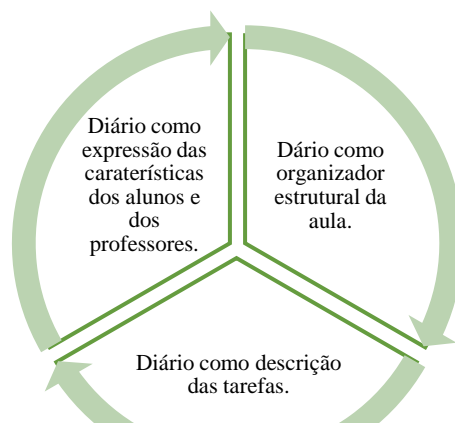 Diário como
expressão das
caraterísticas
dos alunos e
dos
professores.
Dário como
organizador
estrutural da
aula.
Diário como descrição
das tarefas.